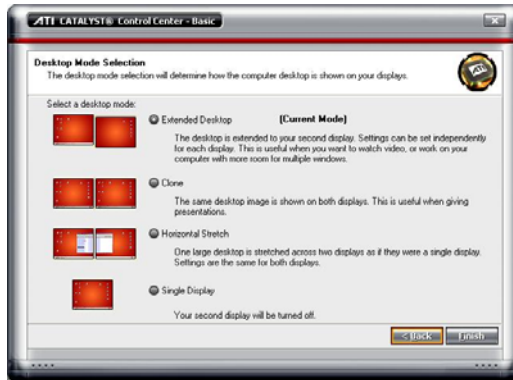 ATI CATALYST® Control Center - Basic
Desktop Mode Selection
The desktop mode selection will determine how the computer desktop is shown on your displays.
ATI
Select a desktop mode:
Extended Desktop (Current Mode)
The desktop is extended to your second display. Settings can be set independently
for each display. This is useful when you want to watch video, or work on your
computer with more room for multiple windows.
Clone
The same desktop image is shown on both displays. This is useful when giving
presentations.
Horizontal Stretch
One large desktop is stretched across two displays as if they were a single display.
Settings are the same for both displays.
Single Display
Your second display will be turned off.
< Back Finish